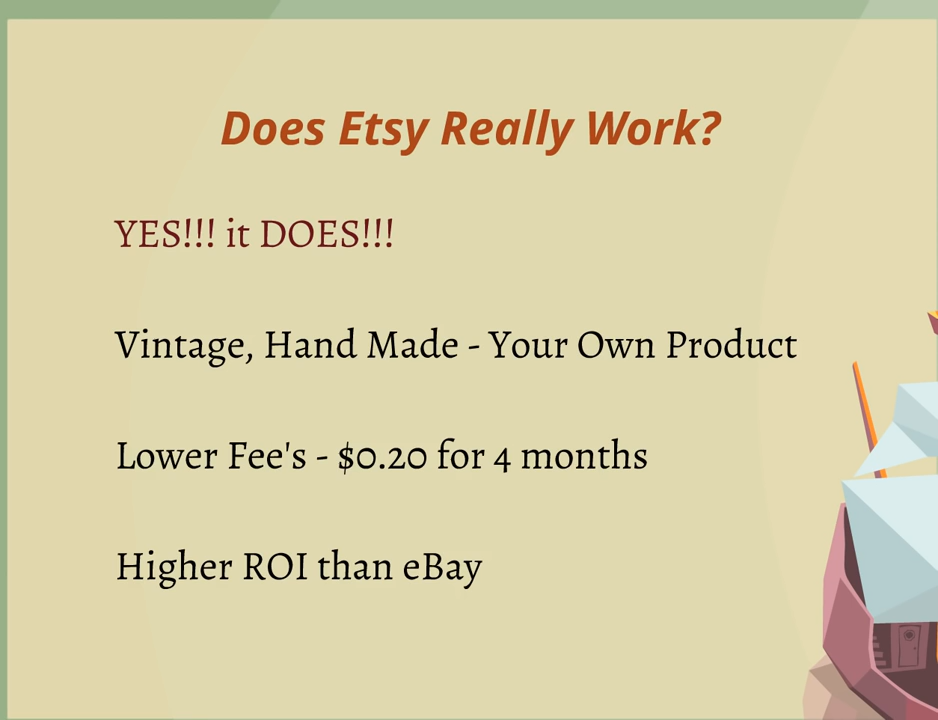 Does Etsy Really Work?
YES!!! it DOES!!!
Vintage, Hand Made - Your Own Product
Lower Fee's - $0.20 for 4 months
Higher ROI than eBay